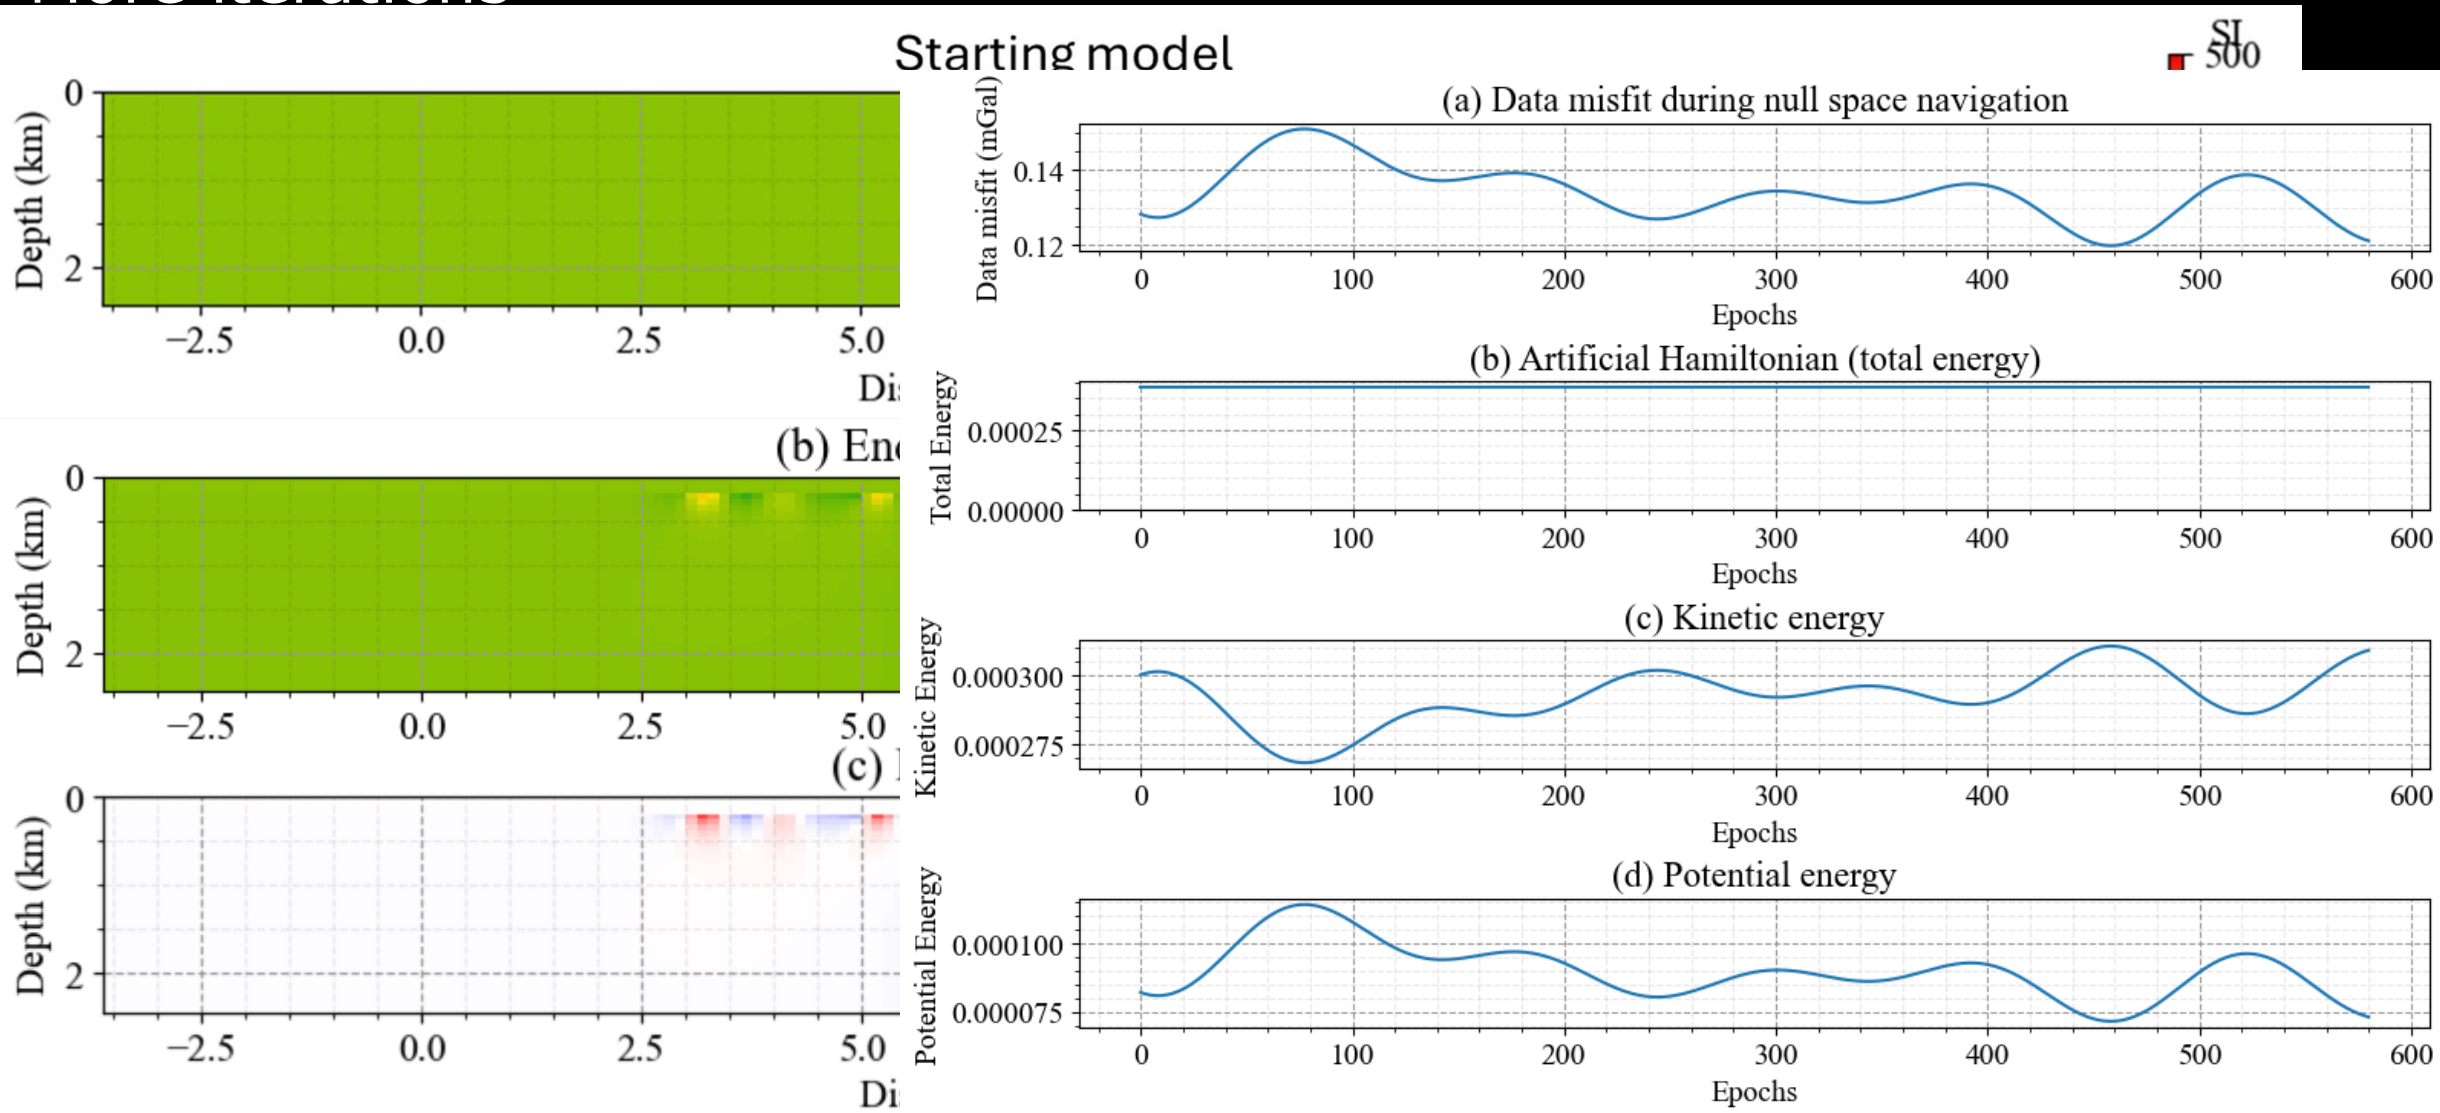 More iterations
Starting model
SI
500
0
2
Depth (km)
−2.5 0.0 2.5 5.0
Dis
(b) En
0
2
Depth (km)
−2.5 0.0 2.5 5.0
(c)
0
2
Depth (km)
−2.5 0.0 2.5 5.0
Di
(a) Data misfit during null space navigation
Data misfit (mGal)
0.14
0.12
0 100 200 300 400 500 600
Epochs
(b) Artificial Hamiltonian (total energy)
Total Energy
0.00025
0.00000
0 100 200 300 400 500 600
Epochs
(c) Kinetic energy
Kinetic Energy
0.000300
0.000275
0 100 200 300 400 500 600
Epochs
(d) Potential energy
Potential Energy
0.000100
0.000075
0 100 200 300 400 500 600
Epochs